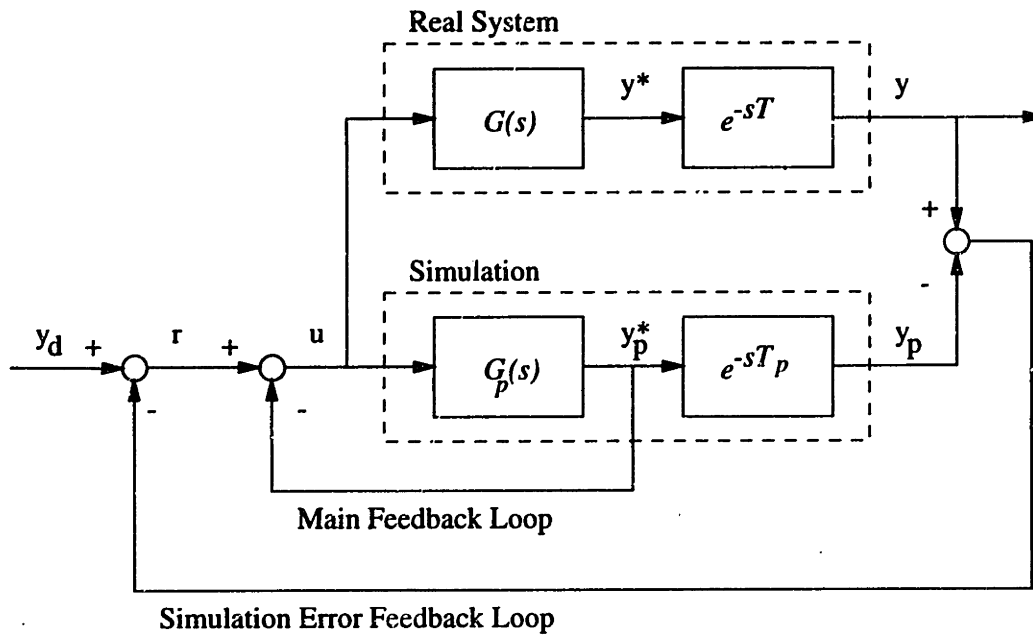 Real System
G(s)
y*
e^-sT
y
+
-
Simulation
y_d
+
r
+
u
G_p(s)
y_p^*
e^-sT_p
y_p
-
-
Main Feedback Loop
Simulation Error Feedback Loop